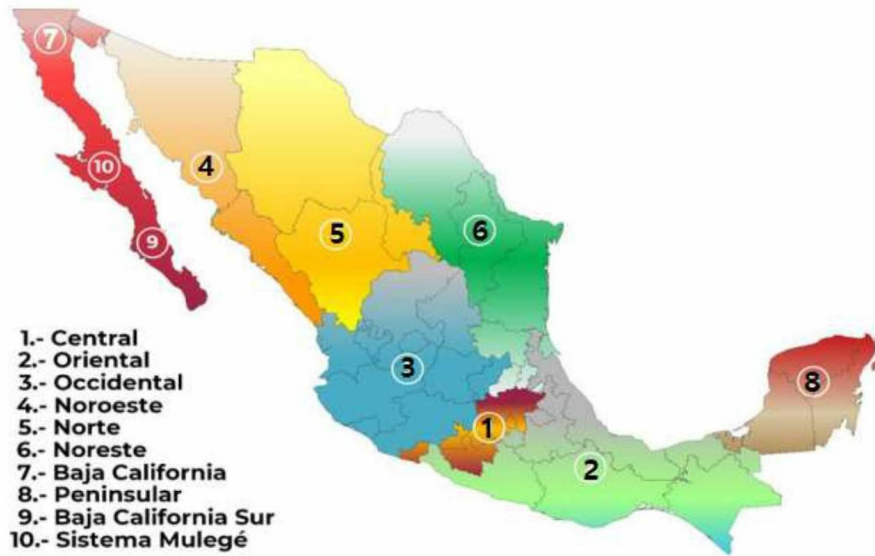 7
10
9
4
5
6
3
1
2
8
1.- Central
2.- Oriental
3.- Occidental
4.- Noroeste
5.- Norte
6.- Noreste
7.- Baja California
8.- Peninsular
9.- Baja California Sur
10.- Sistema Mulegé